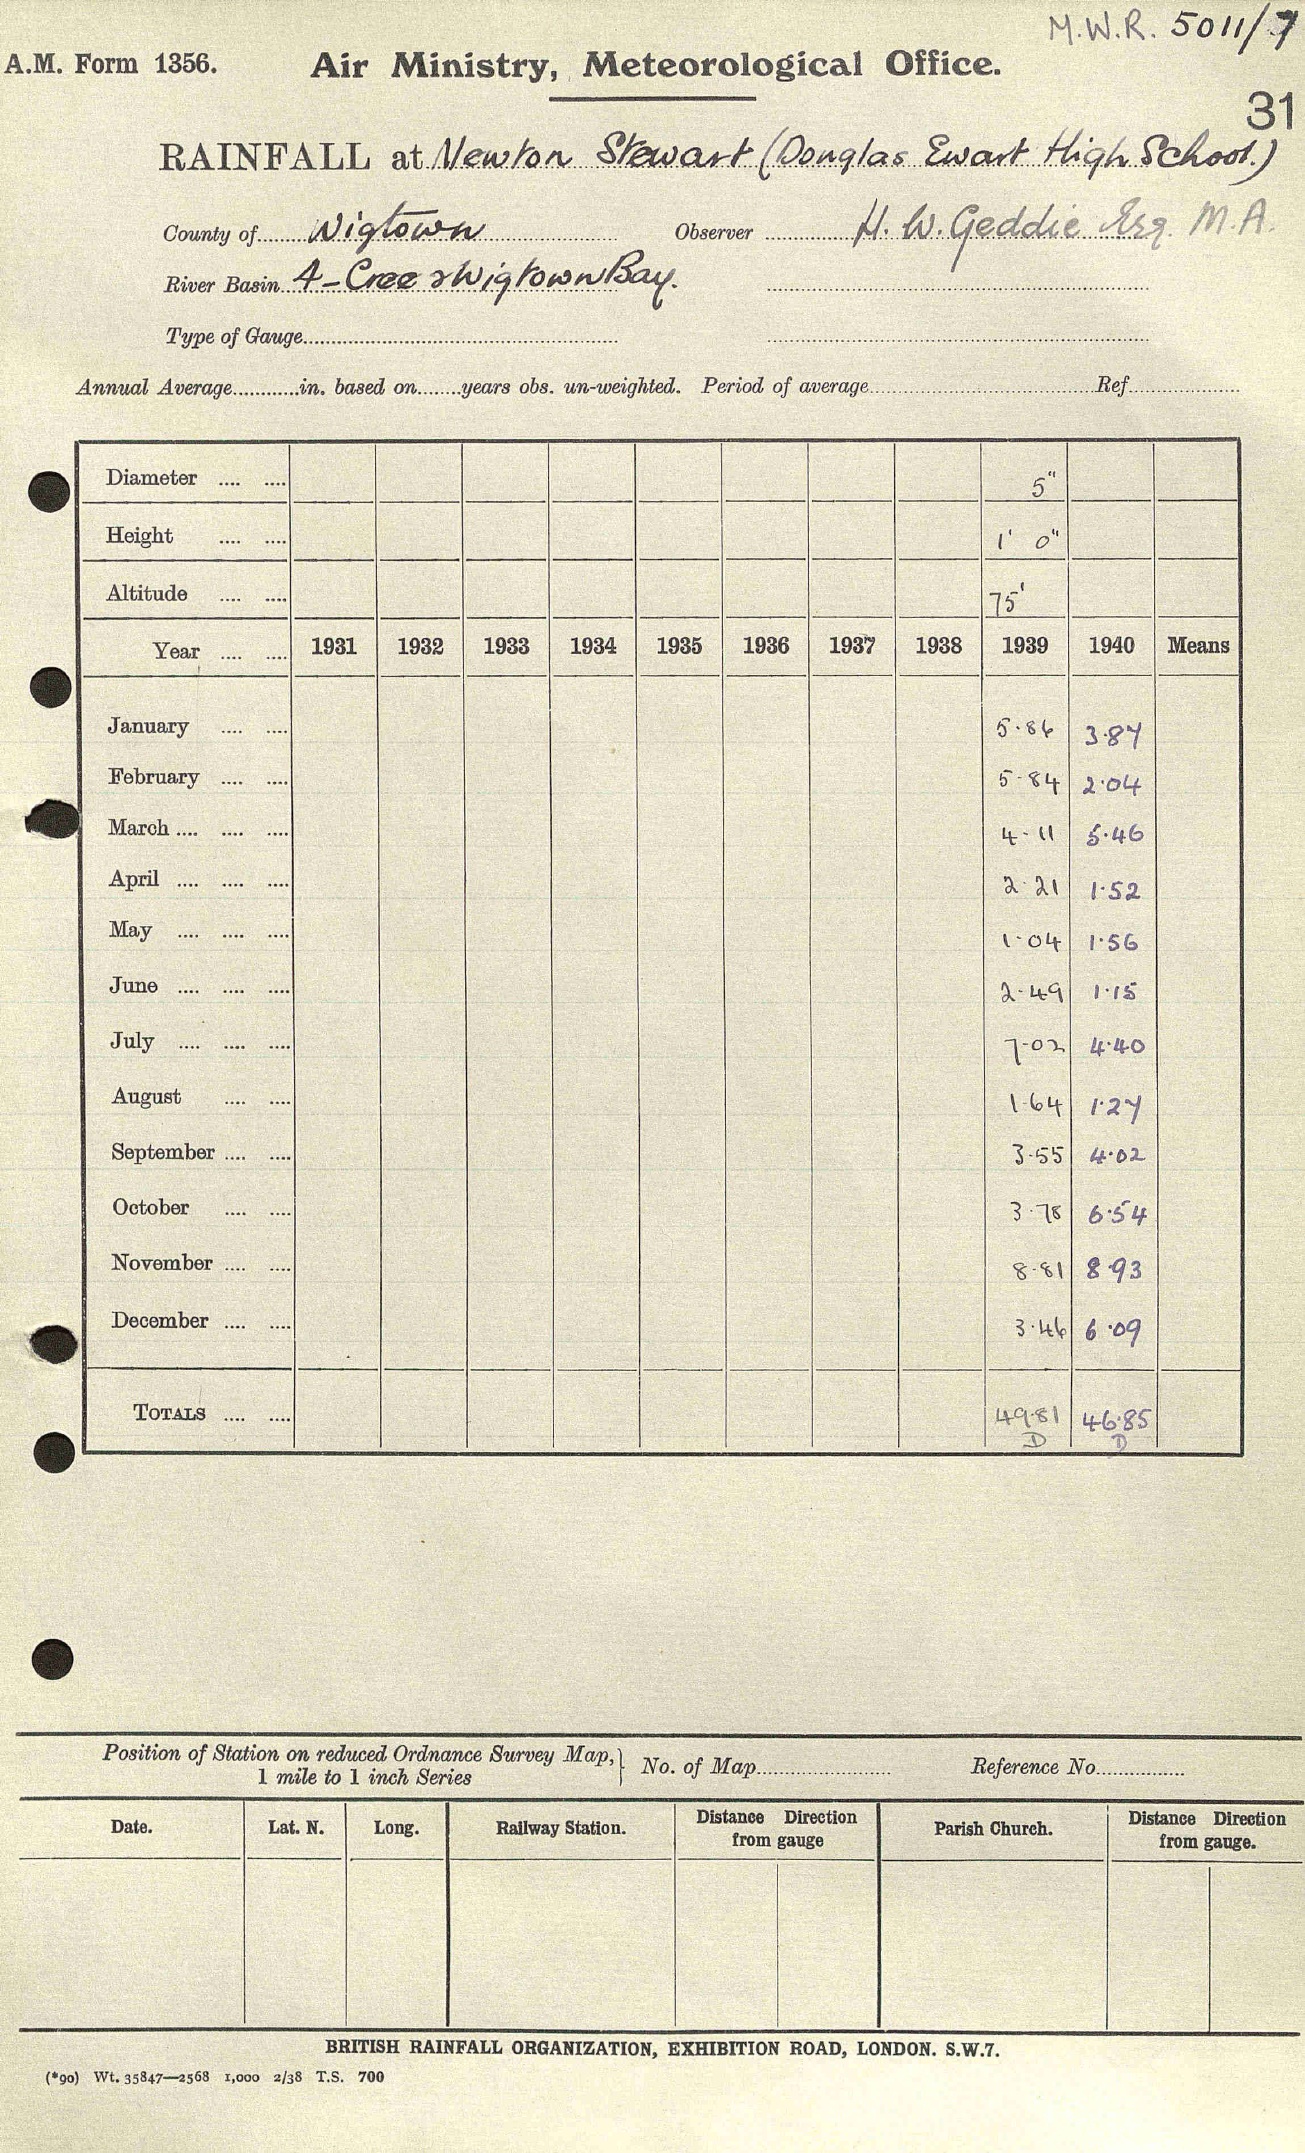 M.W.R. 5011/7
A.M. Form 1356. Air Ministry, Meteorological Office.
31
RAINFALL at Newton Stewart (Douglas Ewart High School.)
County of Wigtown Observer H. W. Geddie Esq. M.A.
River Basin A-Cree & Wigtown Bay.
Type of Gauge
Annual Average in. based on years obs. un-weighted. Period of average Ref.
Diameter 5"
Height 1' 0"
Altitude 75'
Year 1931 1932 1933 1934 1935 1936 1937 1938 1939 1940 Means
January 5.86 3.87
February 5.84 2.04
March 4.11 5.46
April 2.21 1.52
May 1.04 1.56
June 2.49 1.15
July 7.02 4.40
August 1.64 1.27
September 3.55 4.02
October 3.78 6.54
November 8.81 8.93
December 3.46 6.09
TOTALS 49.81 46.85
D D
Position of Station on reduced Ordnance Survey Map, } No. of Map Reference No.
1 mile to 1 inch Series
Date. Lat. N. Long. Railway Station. Distance Direction from gauge Parish Church. Distance Direction from gauge.
BRITISH RAINFALL ORGANIZATION, EXHIBITION ROAD, LONDON. S.W.7.
(*90) Wt. 35847—2568 1,000 2/38 T.S. 700